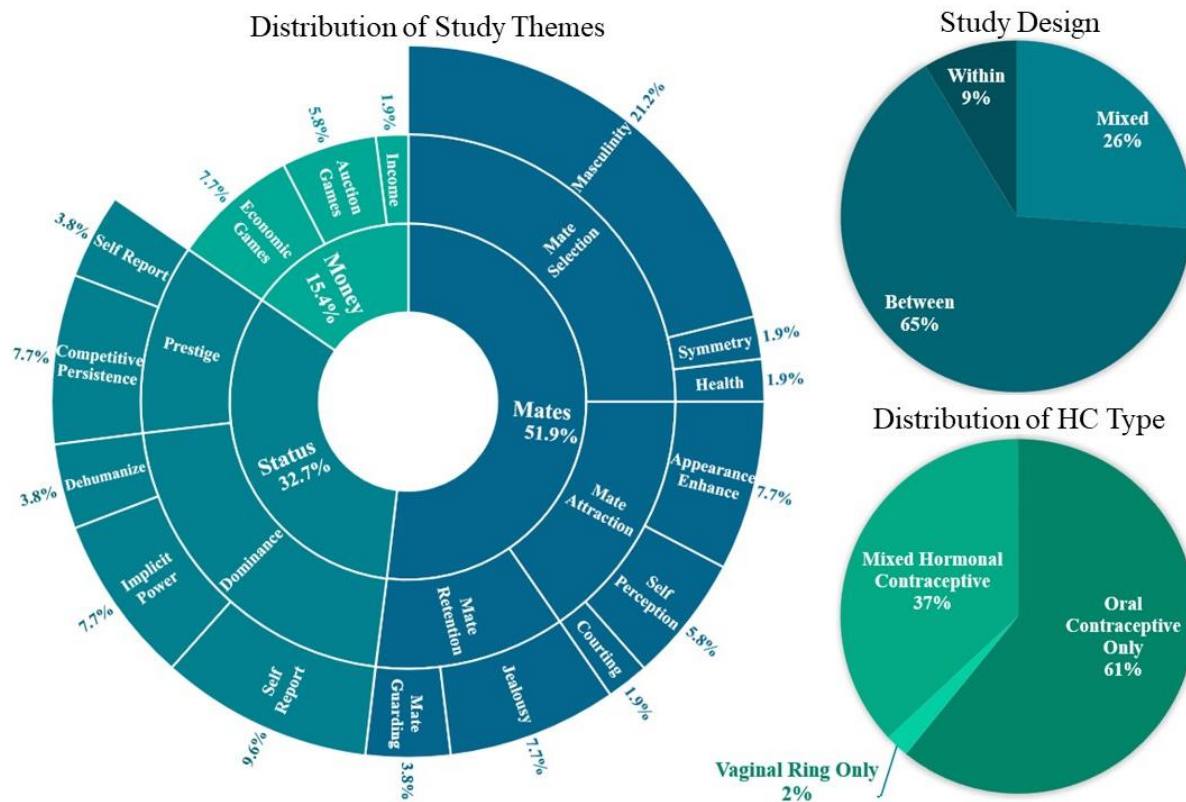 Distribution of Study Themes
Masculinity
21.2%
Mate
Selection
Symmetry
1.9%
Health
1.9%
Mates
51.9%
Mate
Attraction
Appearance
Enhance
7.7%
Self
Perception
5.8%
Courting
1.9%
Mate
Retention
Jealousy
7.7%
Mate
Guarding
3.8%
Status
32.7%
Dominance
Self
Report
9.6%
Implicit
Power
7.7%
Dehumanize
3.8%
Prestige
Competitive
Persistence
7.7%
Self Report
3.8%
Money
15.4%
Economic
Games
7.7%
Auction
Games
5.8%
Income
1.9%
Study Design
Within
9%
Mixed
26%
Between
65%
Distribution of HC Type
Mixed Hormonal
Contraceptive
37%
Oral
Contraceptive
Only
61%
Vaginal Ring Only
2%